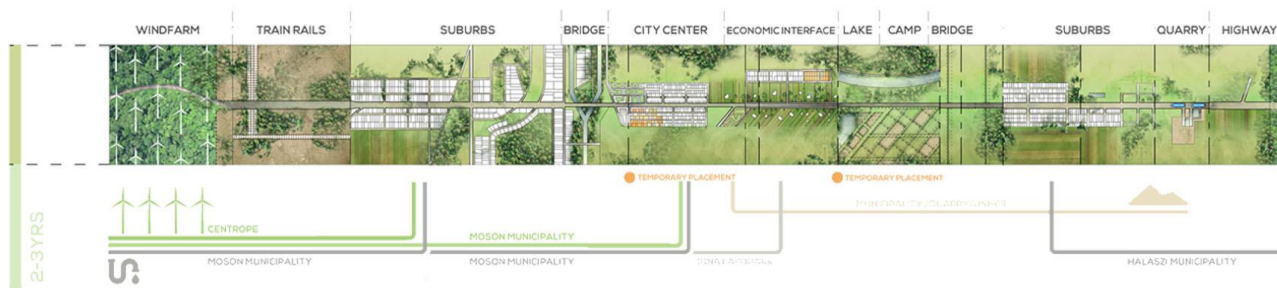 WINDFARM
TRAIN RAILS
SUBURBS
BRIDGE
CITY CENTER
ECONOMIC INTERFACE
LAKE
CAMP
BRIDGE
SUBURBS
QUARRY
HIGHWAY
TEMPORARY PLACEMENT
TEMPORARY PLACEMENT
CENTROPE
MOSON MUNICIPALITY
MOSON MUNICIPALITY
MOSON MUNICIPALITY
HALASZI MUNICIPALITY
2-3YRS